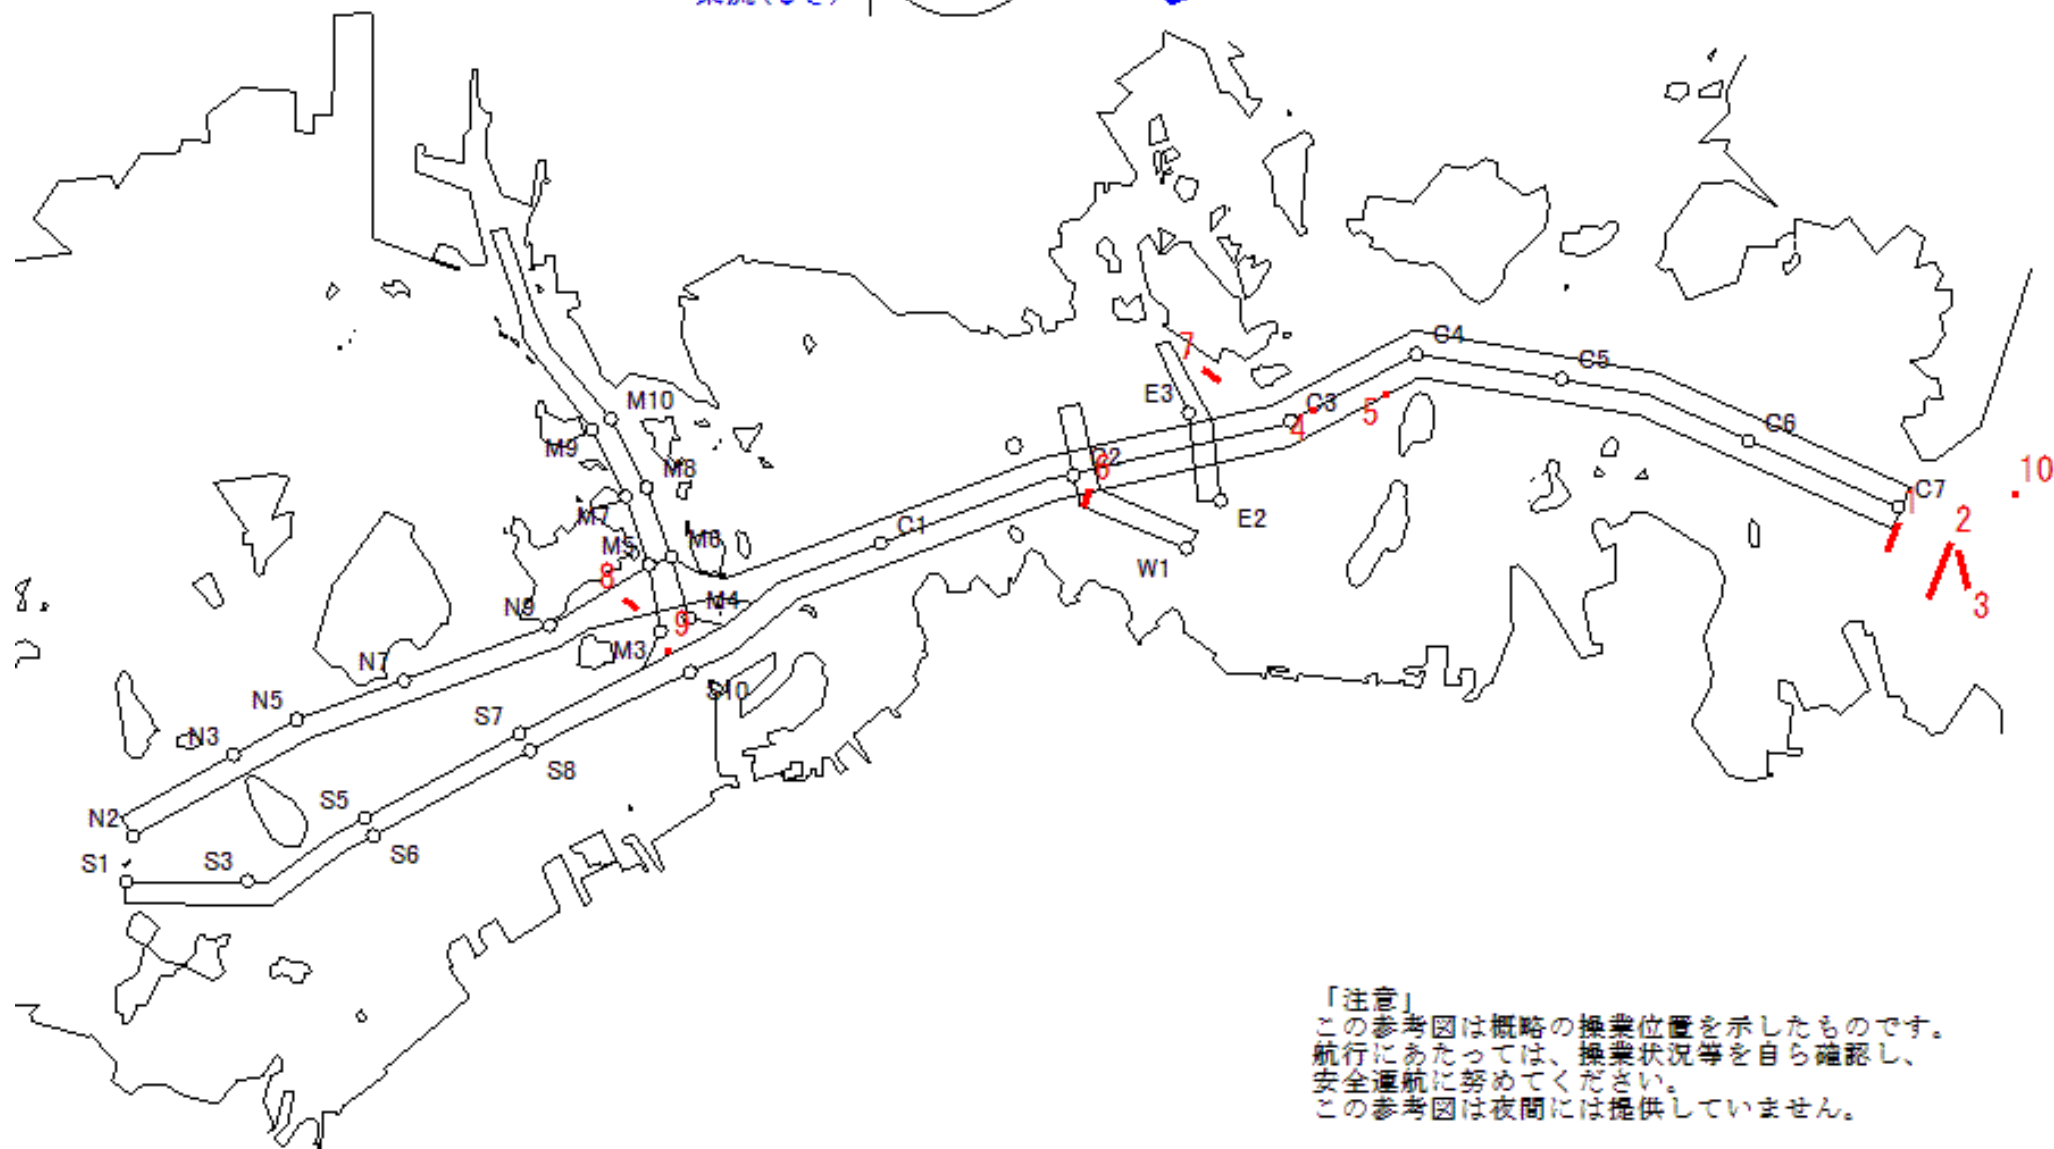 C4
C5
7
M10
E3
C3
5
4
C6
M9
M8
C2
6
10
C7
1
M7
E2
2
C1
M5
M6
W1
8
3
N9
M4
9
M3
N7
S10
N5
S7
N3
S8
S5
N2
S6
S1
S3
「注意」
この参考図は概略の操業位置を示したものです。
航行にあたっては、操業状況等を自ら確認し、
安全運航に努めてください。
この参考図は夜間には提供していません。